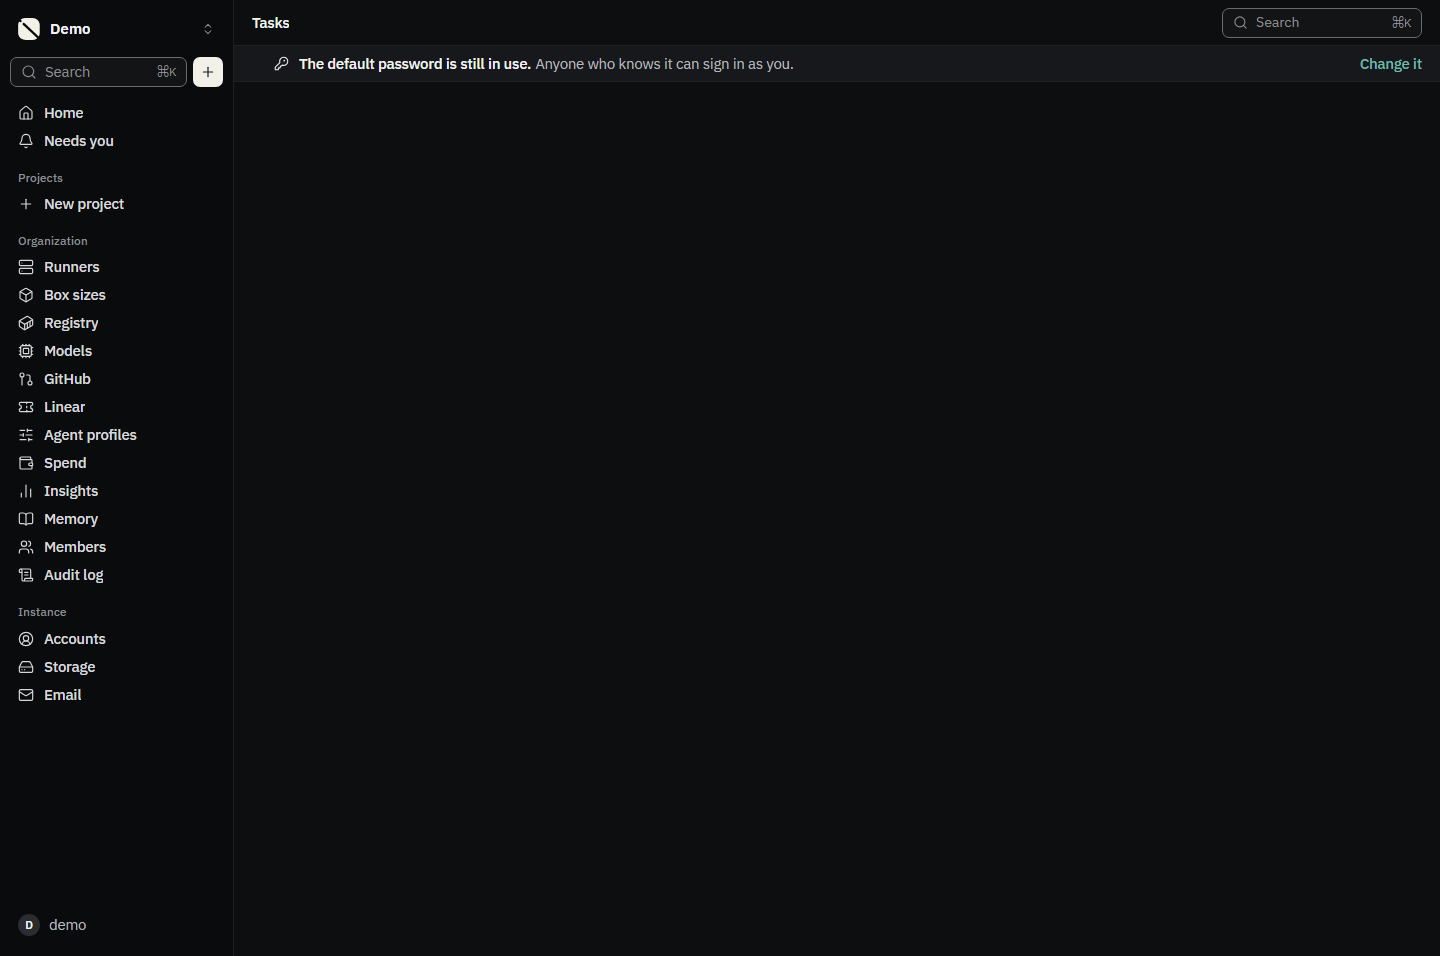 Demo
Search ⌘K
Home
Needs you
Projects
New project
Organization
Runners
Box sizes
Registry
Models
GitHub
Linear
Agent profiles
Spend
Insights
Memory
Members
Audit log
Instance
Accounts
Storage
Email
D demo
Tasks
Search ⌘K
The default password is still in use. Anyone who knows it can sign in as you. Change it